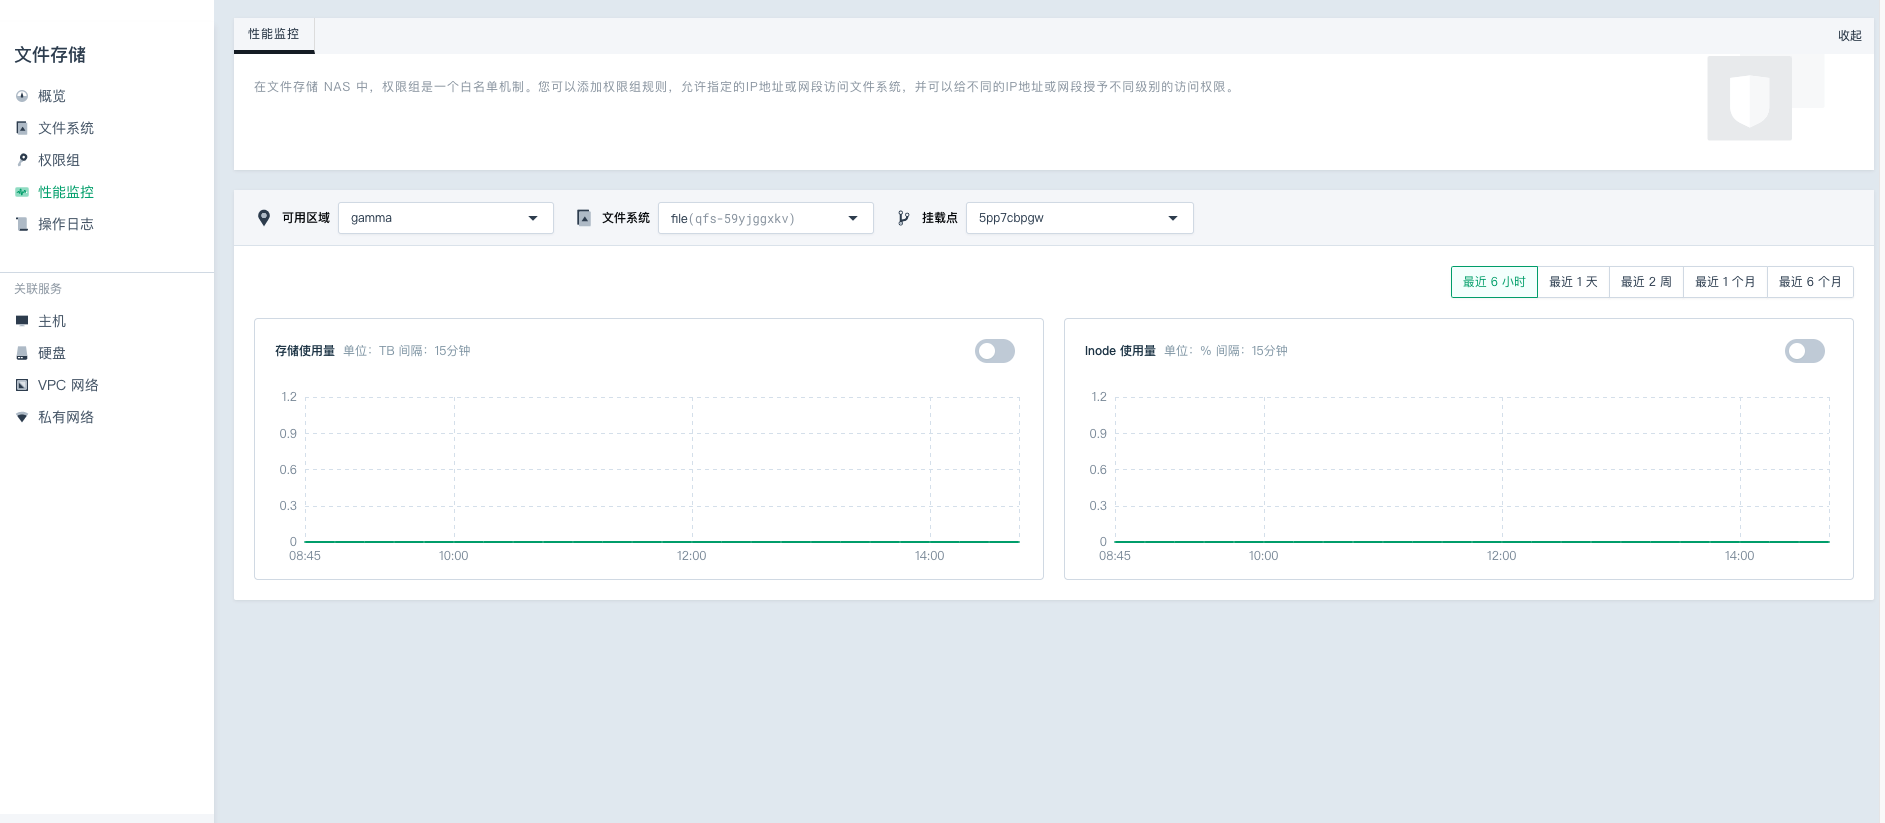 文件存储
概览
文件系统
权限组
性能监控
操作日志
关联服务
主机
硬盘
VPC 网络
私有网络
性能监控
收起
在文件存储 NAS 中，权限组是一个白名单机制。您可以添加权限组规则，允许指定的IP地址或网段访问文件系统，并可以给不同的IP地址或网段授予不同级别的访问权限。
可用区域 gamma 文件系统 file(qfs-59yjggxkv) 挂载点 5pp7cbpgw
最近 6 小时 最近 1 天 最近 2 周 最近 1 个月 最近 6 个月
存储使用量 单位：TB 间隔：15分钟
1.2
0.9
0.6
0.3
0
08:45 10:00 12:00 14:00
Inode 使用量 单位：% 间隔：15分钟
1.2
0.9
0.6
0.3
0
08:45 10:00 12:00 14:00